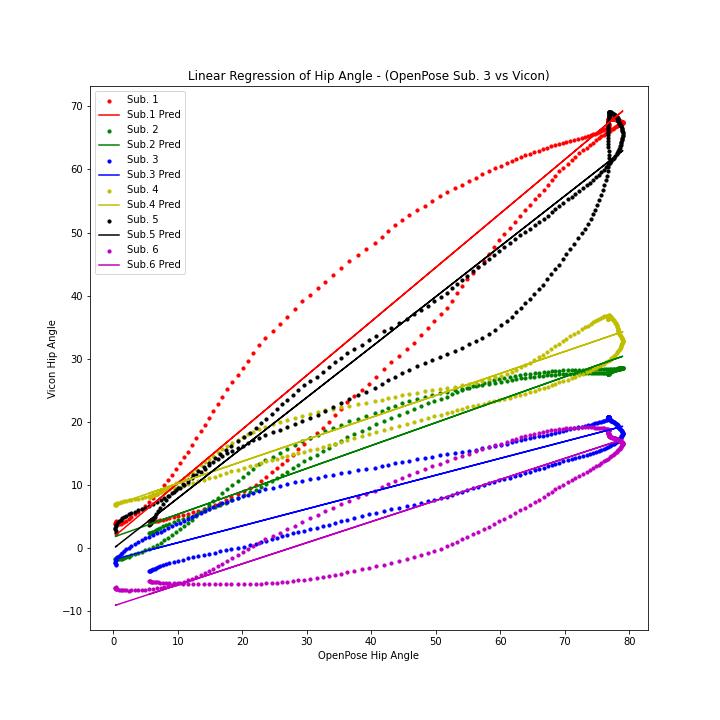 Linear Regression of Hip Angle - (OpenPose Sub. 3 vs Vicon)
Sub. 1
Sub.1 Pred
Sub. 2
Sub.2 Pred
Sub. 3
Sub.3 Pred
Sub. 4
Sub.4 Pred
Sub. 5
Sub.5 Pred
Sub. 6
Sub.6 Pred
Vicon Hip Angle
70
60
50
40
30
20
10
0
−10
0 10 20 30 40 50 60 70 80
OpenPose Hip Angle